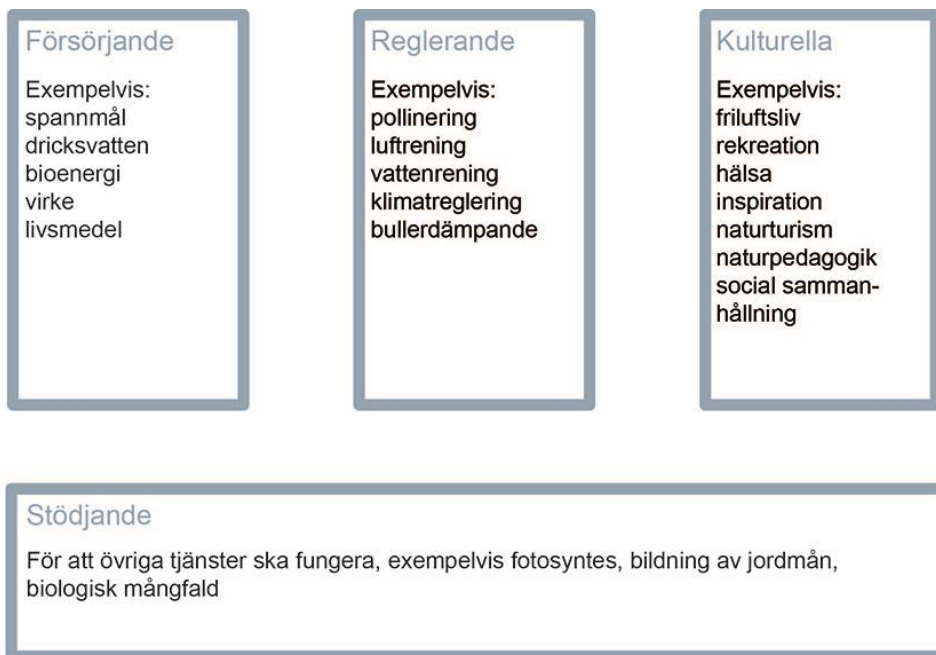 Försörjande
Exempelvis:
spannmål
dricksvatten
bioenergi
virke
livsmedel
Reglerande
Exempelvis:
pollinering
luftrening
vattenrening
klimatreglering
bullerdämpande
Kulturella
Exempelvis:
friluftsliv
rekreation
hälsa
inspiration
naturturism
naturpedagogik
social samman-
hållning
Stödjande
För att övriga tjänster ska fungera, exempelvis fotosyntes, bildning av jordmån,
biologisk mångfald